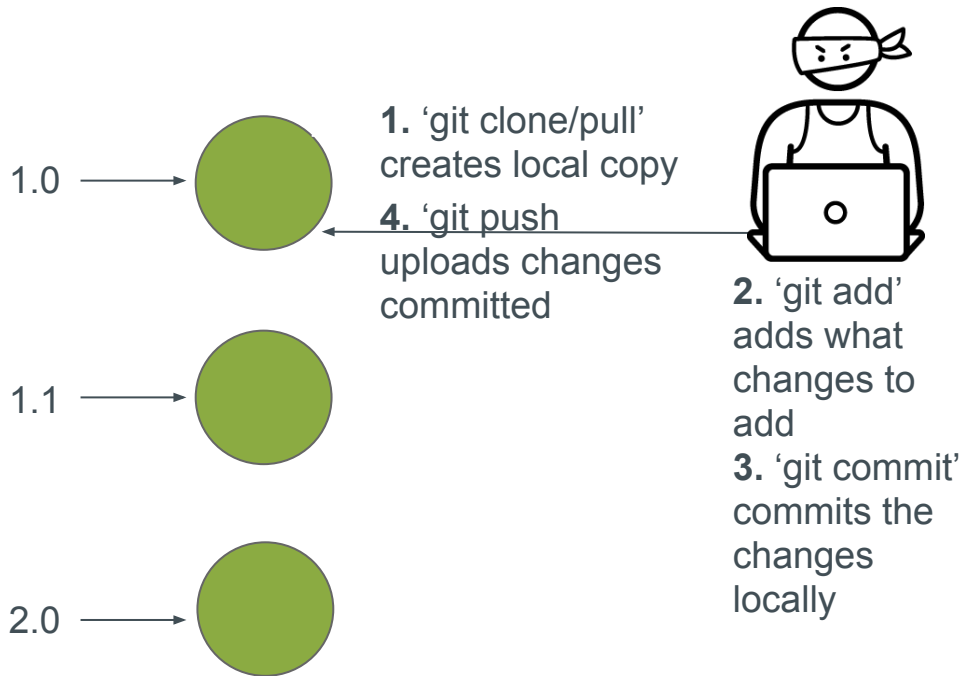 1.0
1. ‘git clone/pull’
creates local copy
4. ‘git push
uploads changes
committed
2. ‘git add’
adds what
changes to
add
3. ‘git commit’
commits the
changes
locally
1.1
2.0